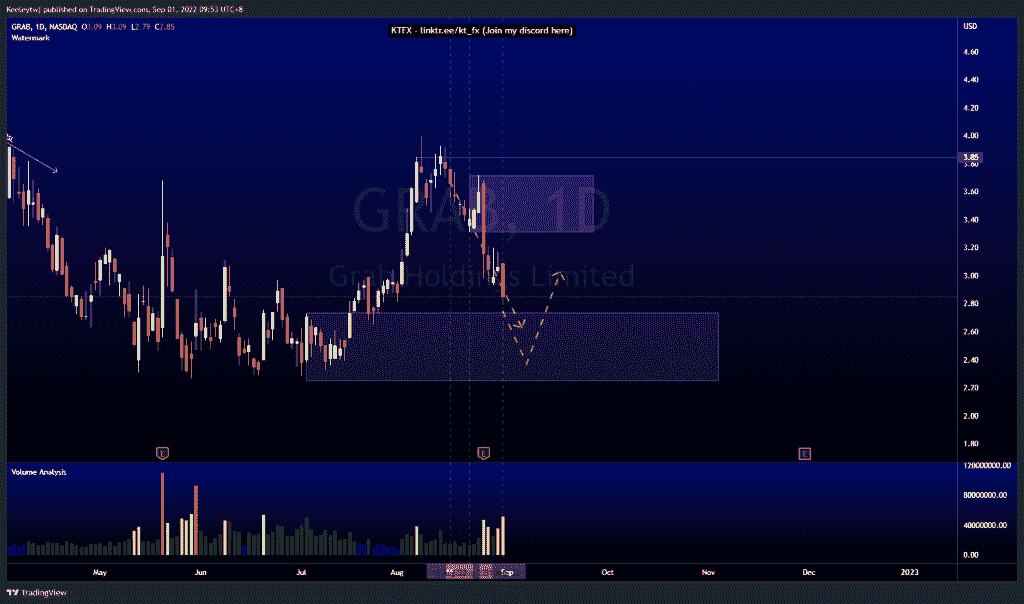 Keeleytwj published on TradingView.com, Sep 01, 2022 09:53 UTC+8
GRAB, 1D, NASDAQ O3.09 H3.09 L2.79 C2.85
Watermark
KTFX - linktr.ee/kt_fx (Join my discord here)
USD
4.60
4.40
4.20
4.00
3.85
3.80
3.60
3.40
3.20
3.00
2.80
2.60
2.40
2.20
2.00
1.80
GRAB, 1D
Grab Holdings Limited
E
E
E
Volume Analysis
120000000.00
80000000.00
40000000.00
0.00
May Jun Jul Aug Sep Oct Nov Dec 2023
TradingView